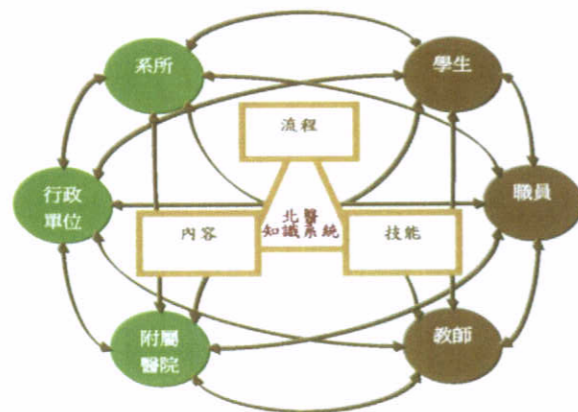 系所
學生
流程
行政
單位
職員
北醫
知識系統
內容
技能
附屬
醫院
教師